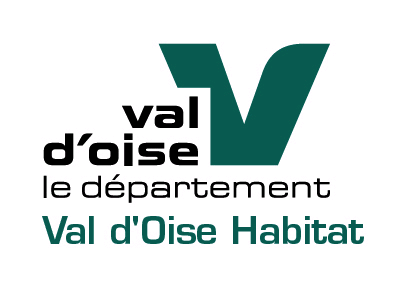 val
d'oise
le département
Val d'Oise Habitat